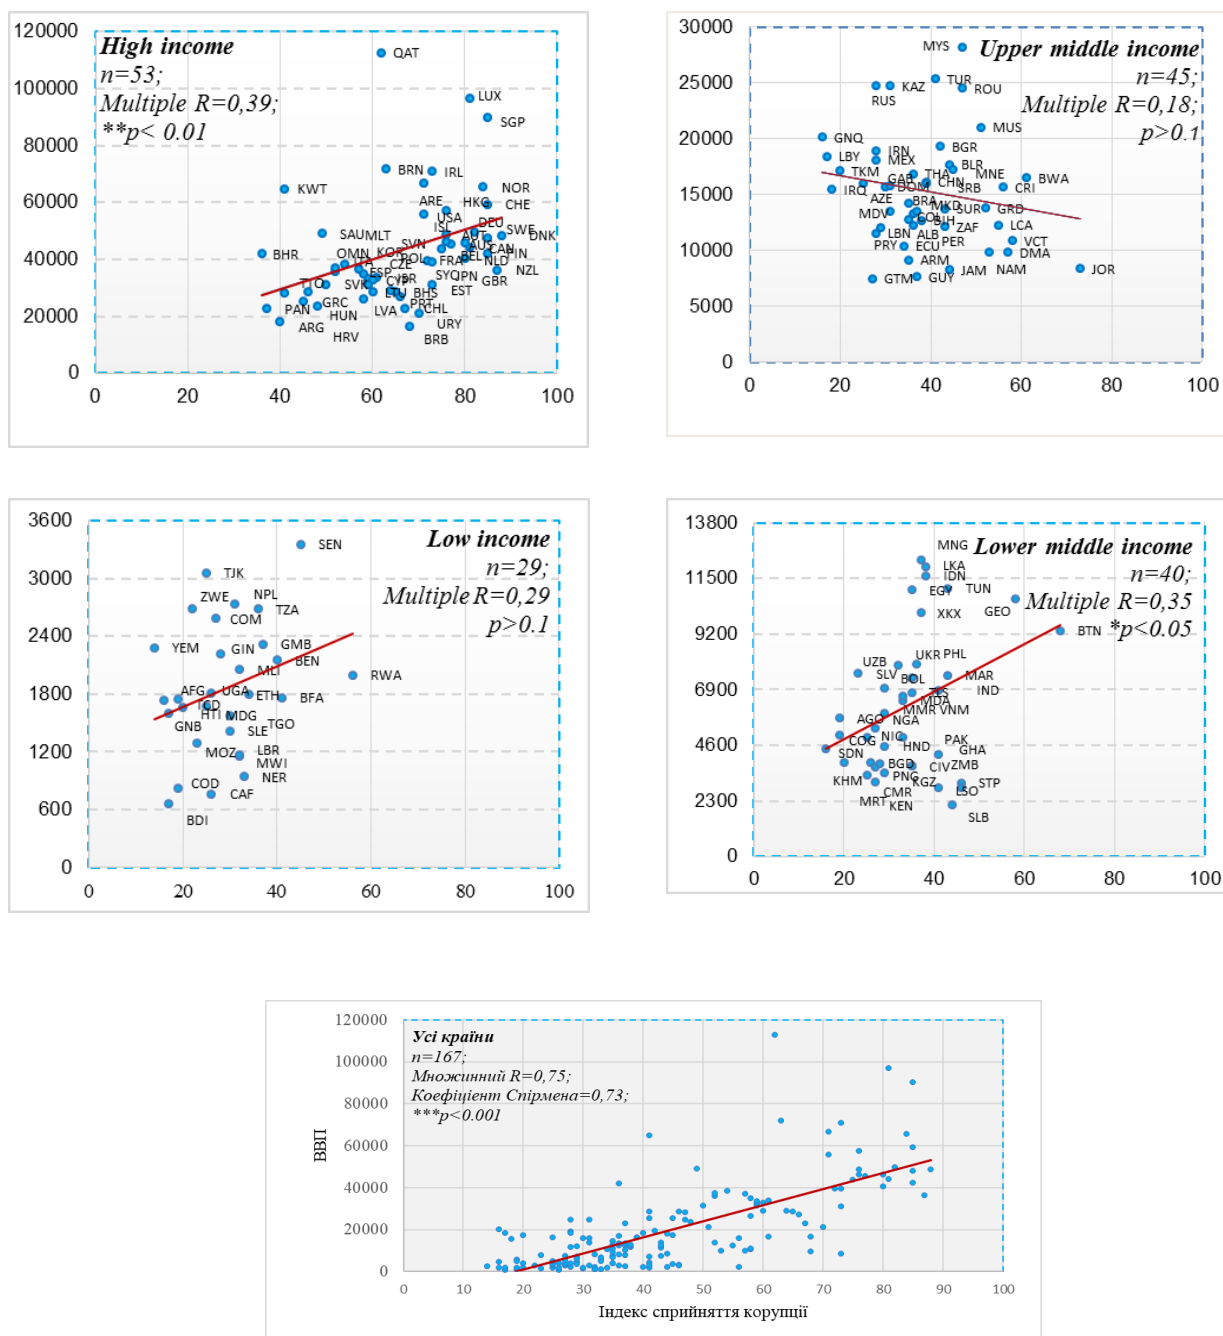 High income
n=53;
Multiple R=0,39;
**p< 0.01
120000
100000
80000
60000
40000
20000
0
0 20 40 60 80 100
QAT
LUX
SGP
BRN IRL
KWT
NOR
ARE HKG CHE
USA
ISL DEU
SAU MLT
SWE DNK
SVN AUT
AUS
BHR
OMN KOR
CAN
FIN
ITA CZE POL
FRA BEL NLD
ESP ISR
SYQ JPN NZL
TTO SVK CYP
EST GBR
LTU BHS
PAN GRC
HUN LVA PRT CHL
ARG
URY
HRV
BRB
Upper middle income
n=45;
Multiple R=0,18;
p>0.1
30000
25000
20000
15000
10000
5000
0
0 20 40 60 80 100
MYS
TUR
KAZ ROU
RUS
MUS
GNQ
IRN BGR
LBY MEX BLR
TKM GAB THA MNE BWA
IRQ DOM CHN SRB CRI
AZE BRA
MKD SUR GRD
MDV COL BIH ZAF LCA
LBN ALB PER VCT
PRY ECU DMA
ARM
GTM GUY JAM NAM JOR
Low income
n=29;
Multiple R=0,29
p>0.1
3600
3000
2400
1800
1200
600
0
0 20 40 60 80 100
SEN
TJK
ZWE NPL
TZA
COM
YEM GIN GMB
BEN
MLI RWA
AFG UGA ETH BFA
TCD
HTI MDG
GNB TGO
SLE
MOZ LBR
MWI
NER
COD CAF
BDI
Lower middle income
n=40;
Multiple R=0,35
*p<0.05
13800
11500
9200
6900
4600
2300
0
0 20 40 60 80 100
MNG
LKA
IDN
EGY TUN
XKX GEO
BTN
UZB UKR PHL
SLV BOL MAR
TLS IND
MDA
AGO MMR VNM
NGA
COG NIC PAK
SDN HND GHA
BGD CIV ZMB
KHM PNG KGZ STP
MRT CMR LSO
KEN
SLB
Усі країни
n=167;
Множинний R=0,75;
Коефіцієнт Спірмена=0,73;
***p<0.001
120000
100000
80000
60000
40000
20000
0
ВВП
0 10 20 30 40 50 60 70 80 90 100
Індекс сприйняття корупції